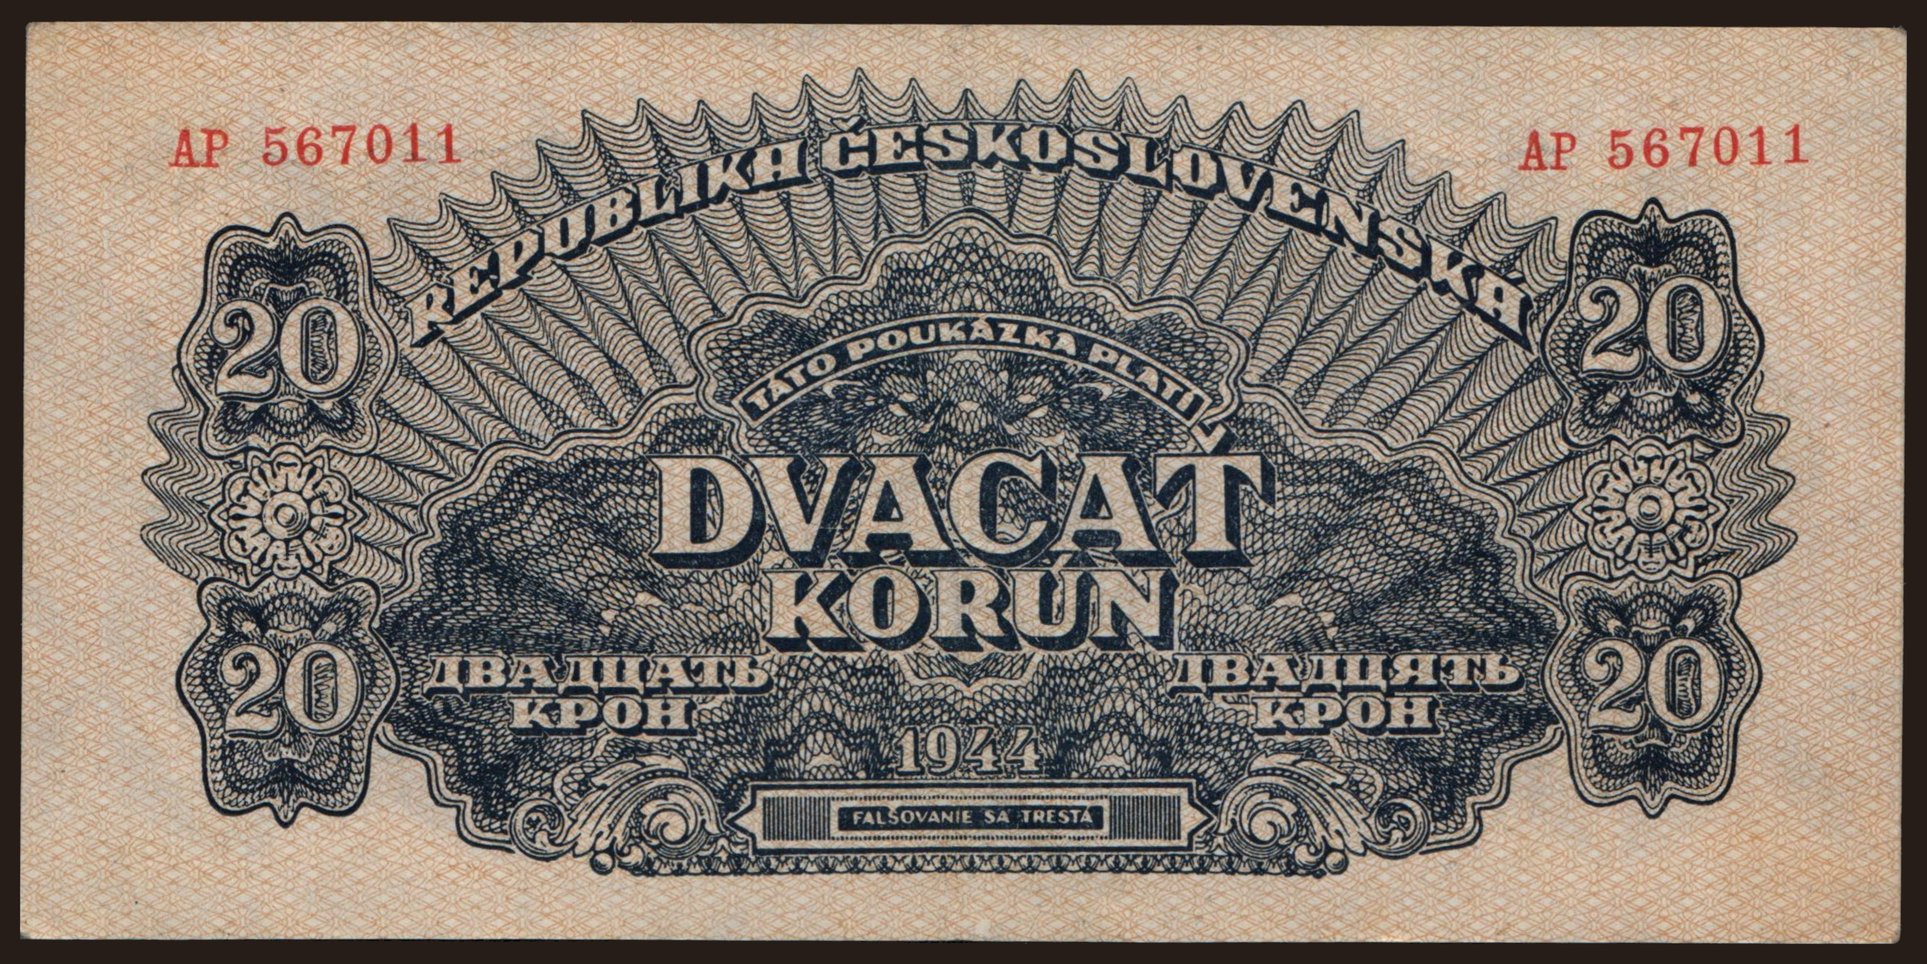 AP 567011
AP 567011
REPUBLIKA ČESKOSLOVENSKÁ
20
20
TÁTO POUKÁZKA PLATÍ
DVACAŤ
KORÚN
20
20
ДВАДЦАТЬ
КРОН
ДВАДЦЯТЬ
КРОН
1944
FALŠOVANIE SA TRESTÁ